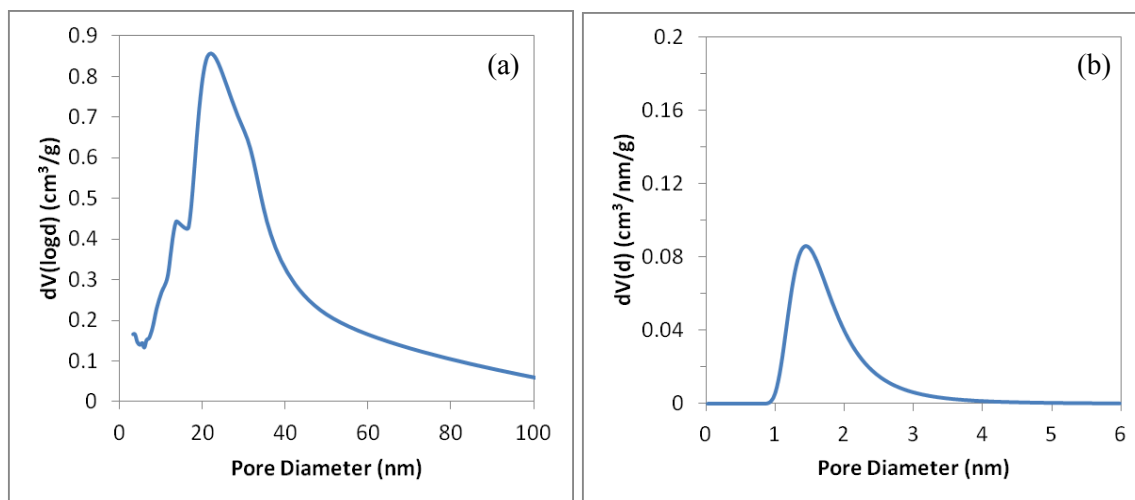 (a)
dV(logd) (cm³/g)
0.9
0.8
0.7
0.6
0.5
0.4
0.3
0.2
0.1
0
0 20 40 60 80 100
Pore Diameter (nm)
(b)
dV(d) (cm³/nm/g)
0.2
0.16
0.12
0.08
0.04
0
0 1 2 3 4 5 6
Pore Diameter (nm)